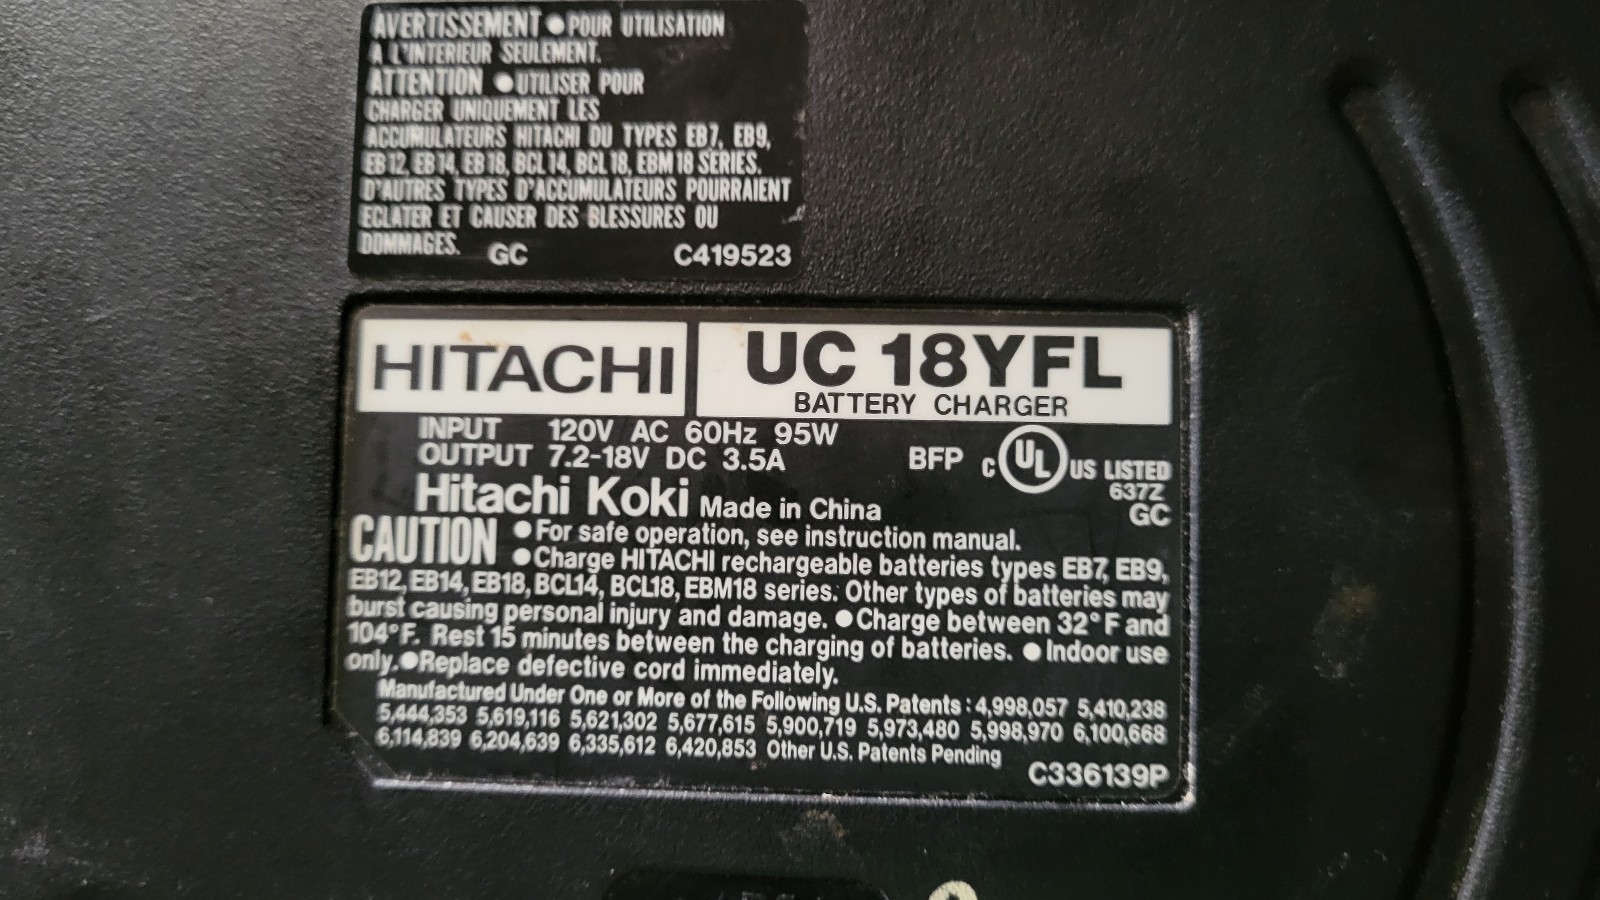 AVERTISSEMENT ● POUR UTILISATION
A L'INTERIEUR SEULEMENT.
ATTENTION ● UTILISER POUR
CHARGER UNIQUEMENT LES
ACCUMULATEURS HITACHI DU TYPES EB7, EB9,
EB12, EB14, EB18, BCL14, BCL18, EBM18 SERIES.
D'AUTRES TYPES D'ACCUMULATEURS POURRAIENT
ECLATER ET CAUSER DES BLESSURES OU
DOMMAGES. GC C419523
HITACHI UC 18YFL
BATTERY CHARGER
INPUT 120V AC 60Hz 95W
OUTPUT 7.2-18V DC 3.5A BFP C UL US LISTED
637Z
Hitachi Koki Made in China GC
CAUTION ● For safe operation, see instruction manual.
● Charge HITACHI rechargeable batteries types EB7, EB9,
EB12, EB14, EB18, BCL14, BCL18, EBM18 series. Other types of batteries may
burst causing personal injury and damage. ● Charge between 32°F and
104°F. Rest 15 minutes between the charging of batteries. ● Indoor use
only. ● Replace defective cord immediately.
Manufactured Under One or More of the Following U.S. Patents : 4,998,057 5,410,238
5,444,353 5,619,116 5,621,302 5,677,615 5,900,719 5,973,480 5,998,970 6,100,668
6,114,839 6,204,639 6,335,612 6,420,853 Other U.S. Patents Pending
C336139P